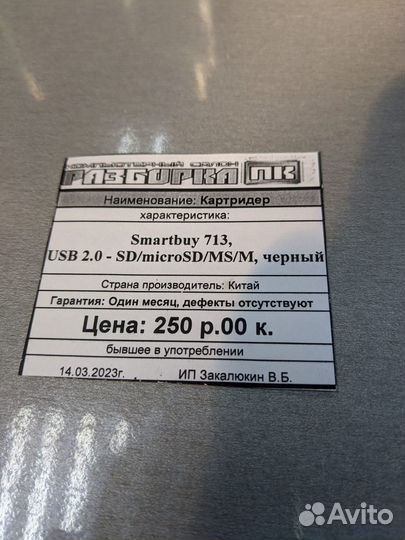 КОМПЬЮТЕРНЫЙ САЛОН
РАЗБОРКА ПК
Наименование: Картридер
характеристика:
Smartbuy 713,
USB 2.0 - SD/microSD/MS/M, черный
Страна производитель: Китай
Гарантия: Один месяц, дефекты отсутствуют
Цена: 250 р.00 к.
бывшее в употреблении
14.03.2023г. ИП Закалюкин В.Б.
Avito